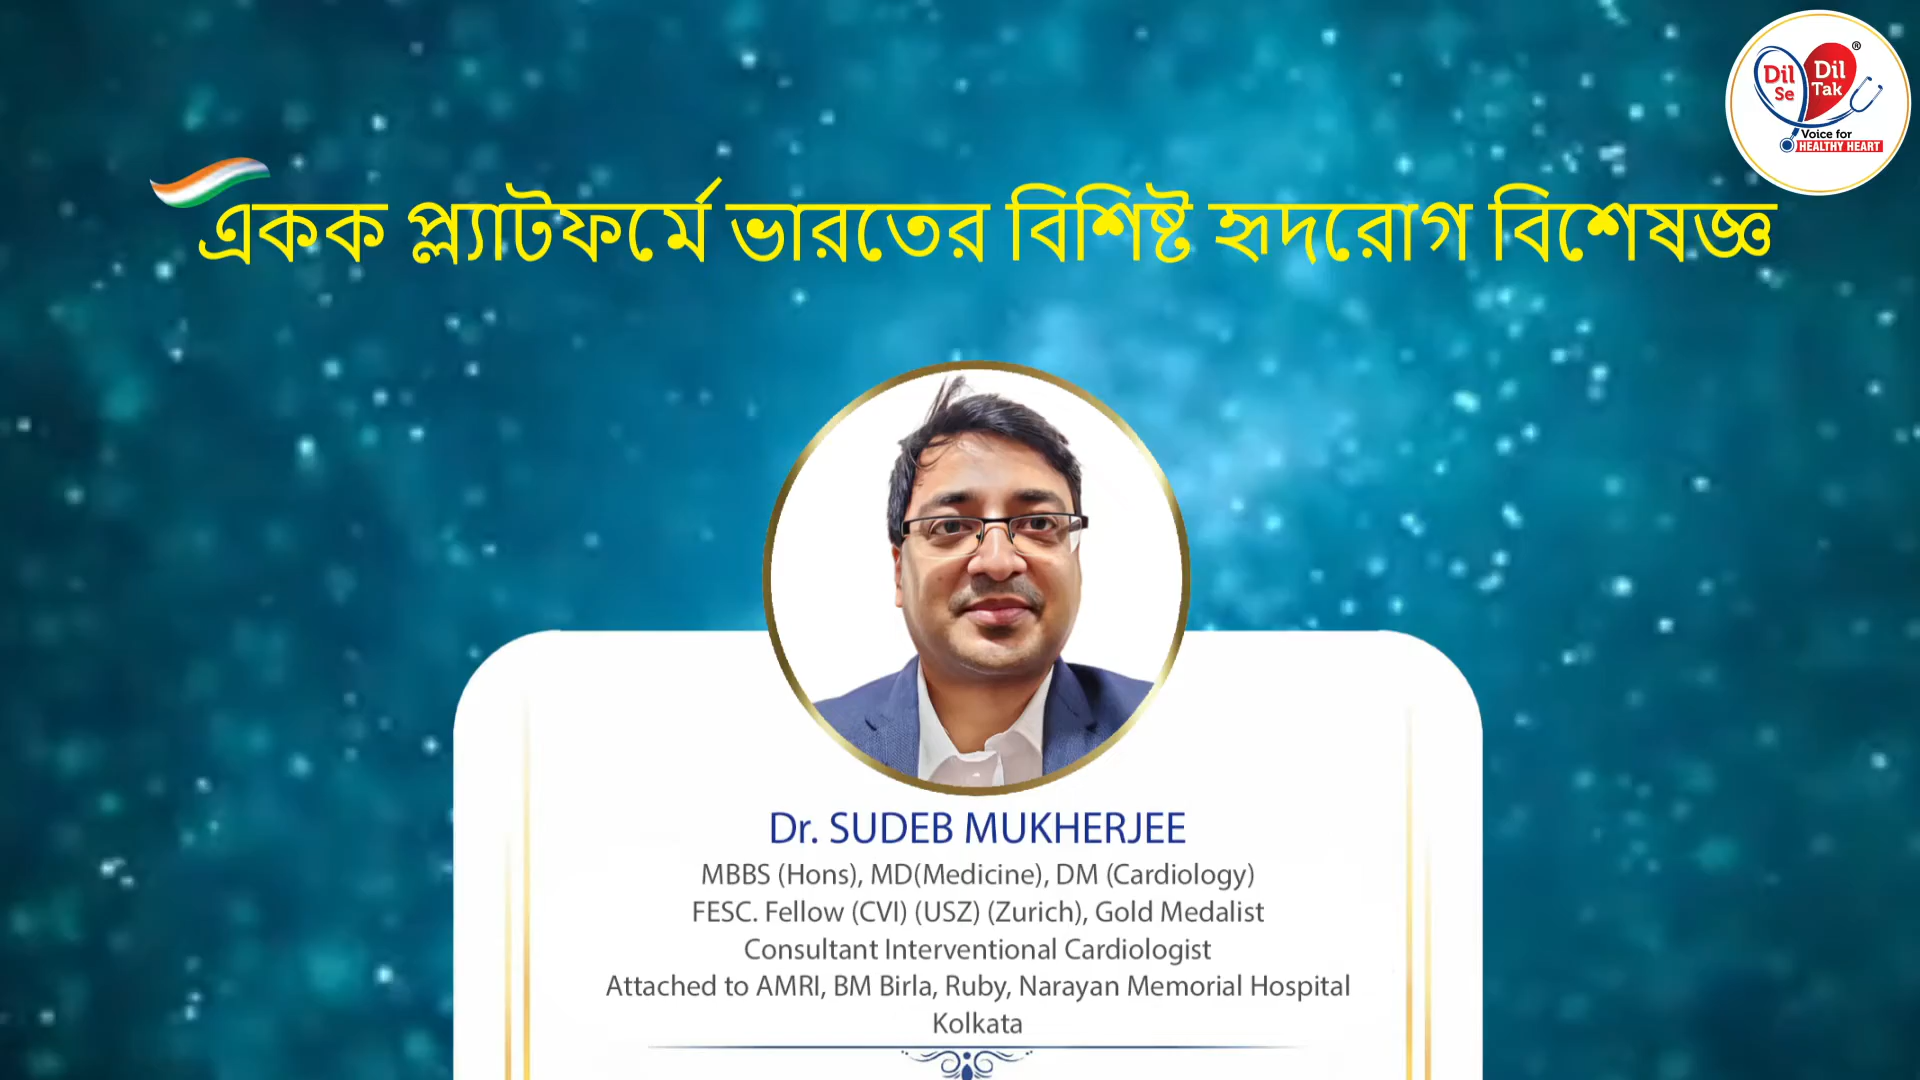 Dil Se
Dil Tak®
Voice for
HEALTHY HEART
একক প্ল্যাটফর্মে ভারতের বিশিষ্ট হৃদরোগ বিশেষজ্ঞ
Dr. SUDEB MUKHERJEE
MBBS (Hons), MD(Medicine), DM (Cardiology)
FESC. Fellow (CVI) (USZ) (Zurich), Gold Medalist
Consultant Interventional Cardiologist
Attached to AMRI, BM Birla, Ruby, Narayan Memorial Hospital
Kolkata